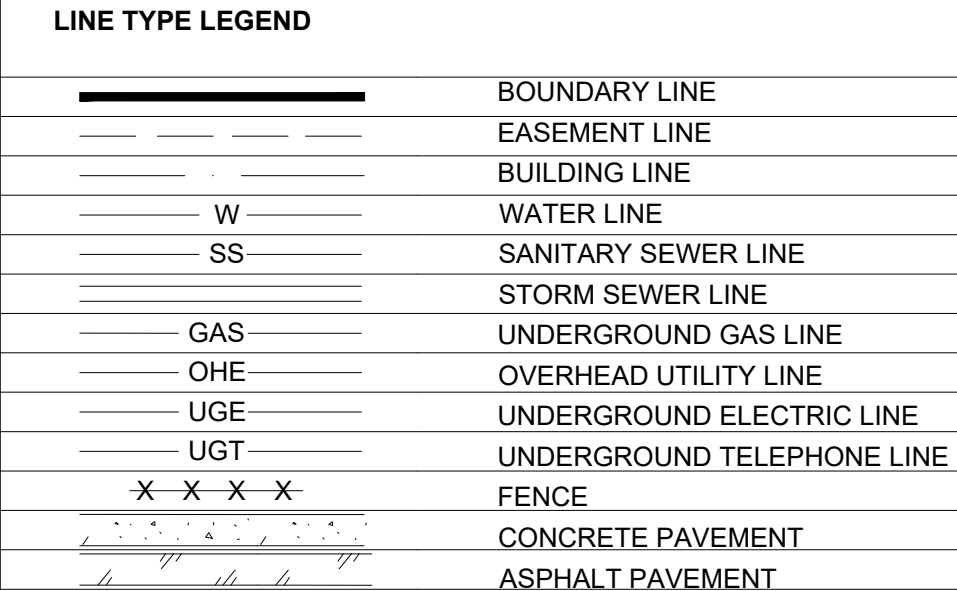 LINE TYPE LEGEND
BOUNDARY LINE
EASEMENT LINE
BUILDING LINE
W WATER LINE
SS SANITARY SEWER LINE
STORM SEWER LINE
GAS UNDERGROUND GAS LINE
OHE OVERHEAD UTILITY LINE
UGE UNDERGROUND ELECTRIC LINE
UGT UNDERGROUND TELEPHONE LINE
X X X X FENCE
CONCRETE PAVEMENT
ASPHALT PAVEMENT